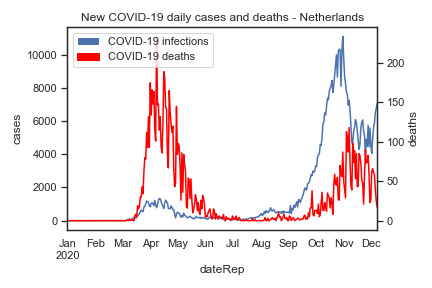 New COVID-19 daily cases and deaths - Netherlands
COVID-19 infections
COVID-19 deaths
10000
8000
6000
4000
2000
0
cases
200
150
100
50
0
deaths
Jan Feb Mar Apr May Jun Jul Aug Sep Oct Nov Dec
2020
dateRep